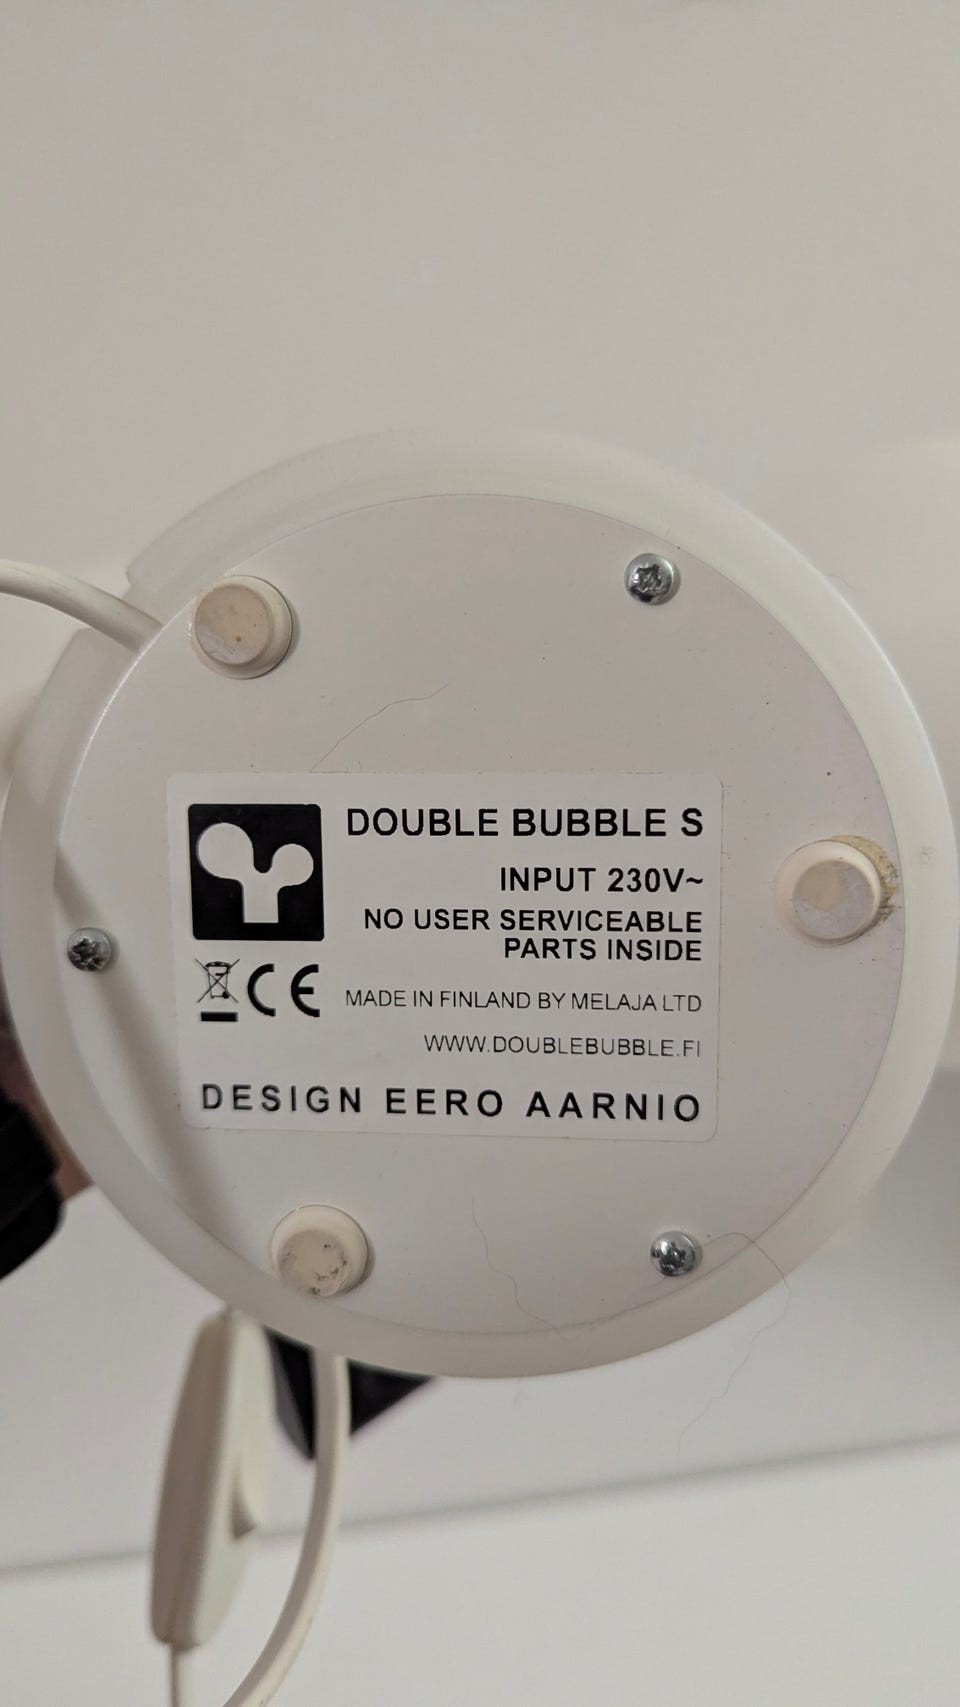 DOUBLE BUBBLE S
INPUT 230V~
NO USER SERVICEABLE
PARTS INSIDE
CE
MADE IN FINLAND BY MELAJA LTD
WWW.DOUBLEBUBBLE.FI
DESIGN EERO AARNIO